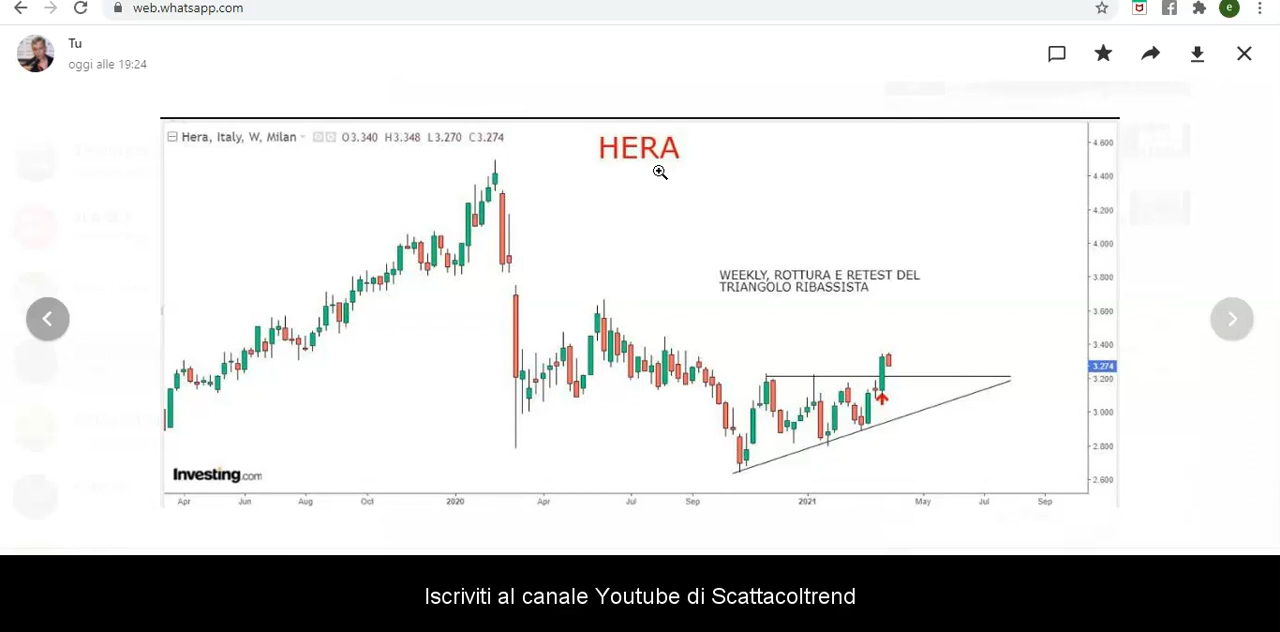 web.whatsapp.com
e
Tu
oggi alle 19:24
Hera, Italy, W, Milan O3.340 H3.348 L3.270 C3.274
HERA
WEEKLY, ROTTURA E RETEST DEL
TRIANGOLO RIBASSISTA
4.600
4.400
4.200
4.000
3.800
3.600
3.400
3.274
3.200
3.000
2.800
2.600
Investing.com
Apr Jun Aug Oct 2020 Apr Jul Sep 2021 May Jul Sep
Iscriviti al canale Youtube di Scattacoltrend